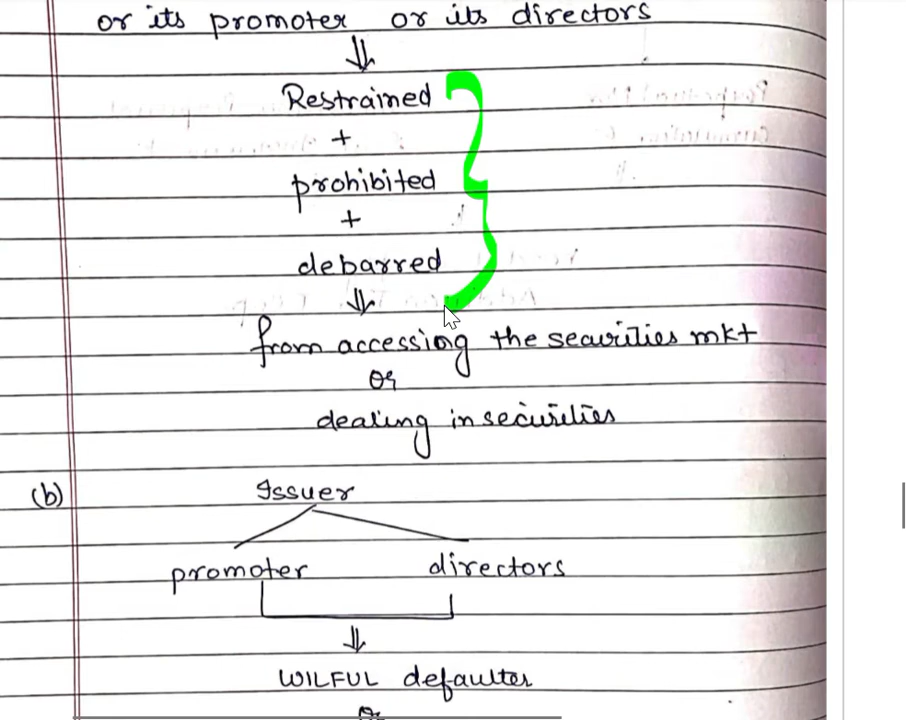 or its promoter or its directors
⇓
Restrained
+
prohibited
+
debarred
⇓
from accessing the securities mkt
or
dealing in securities
(b) Issuer
promoter directors
⇓
WILFUL defaulter